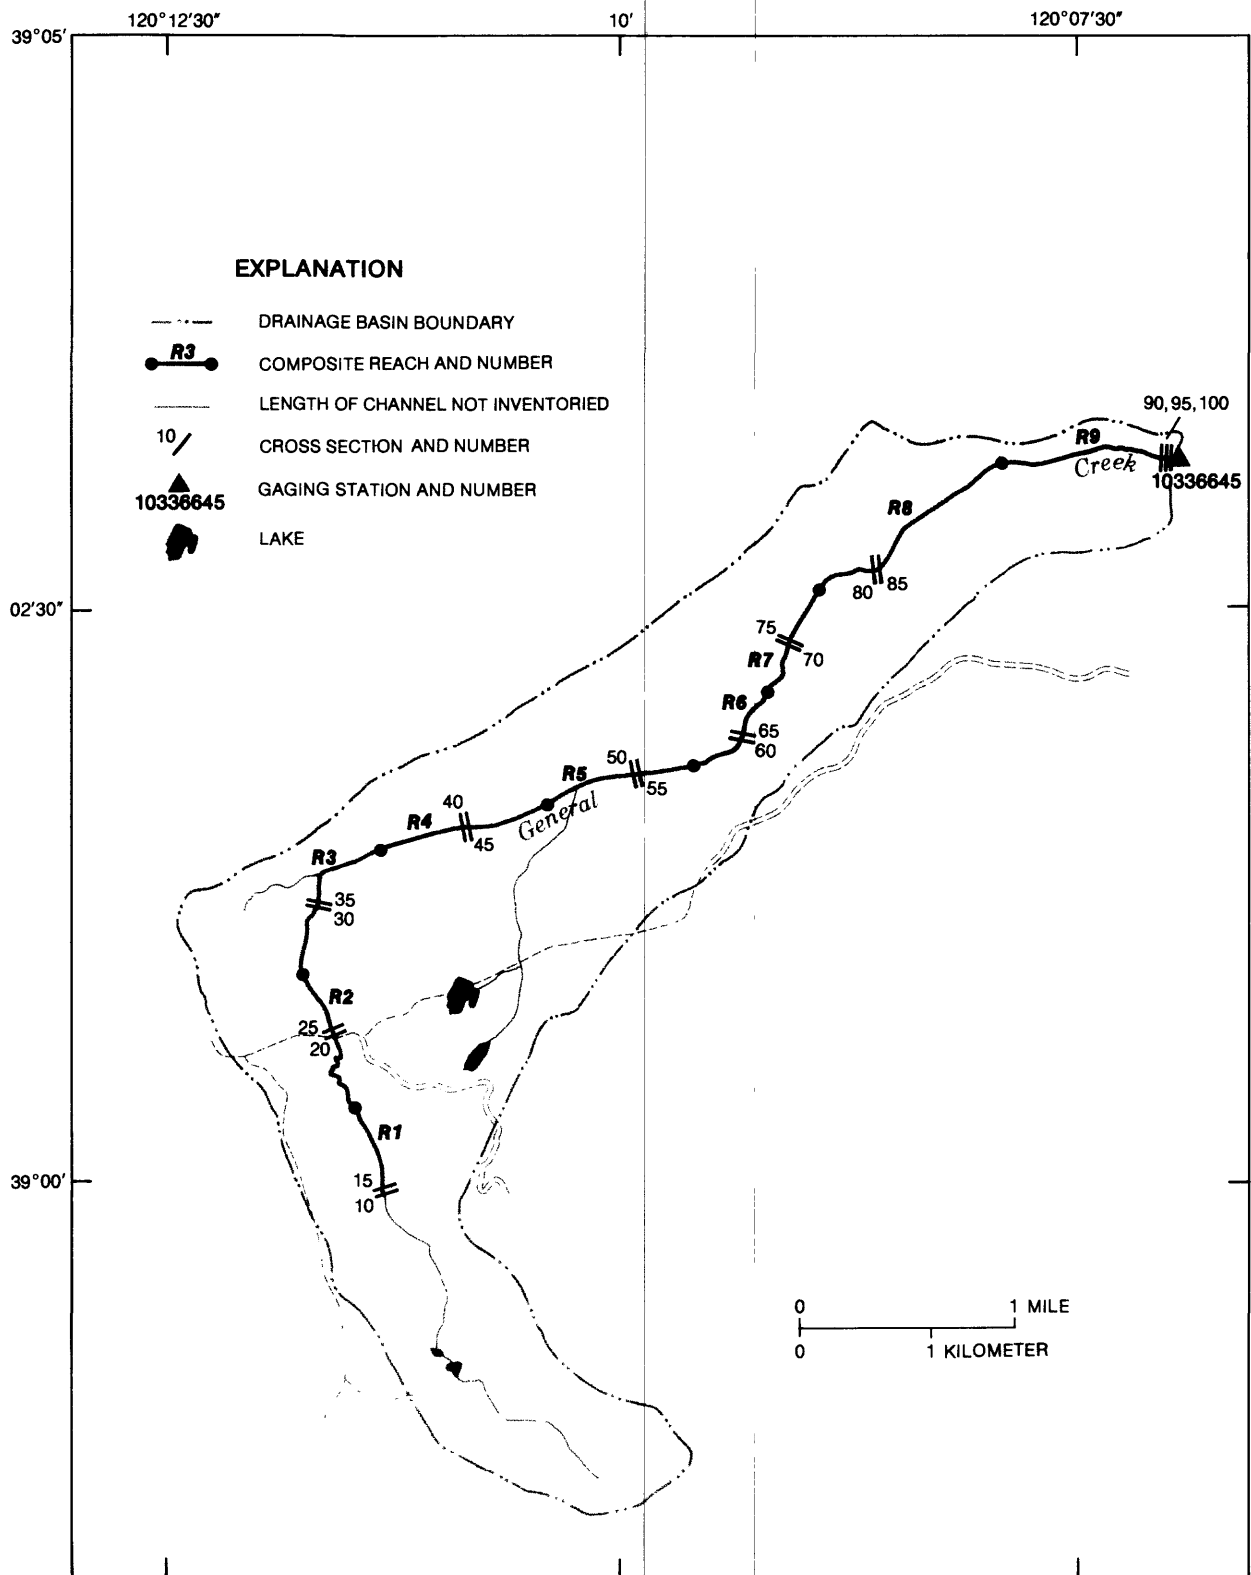 120°12'30"
10'
120°07'30"
39°05'
EXPLANATION
DRAINAGE BASIN BOUNDARY
R3
COMPOSITE REACH AND NUMBER
LENGTH OF CHANNEL NOT INVENTORIED
10
CROSS SECTION AND NUMBER
GAGING STATION AND NUMBER
10336645
LAKE
90, 95, 100
R9
Creek
10336645
R8
80
85
02'30"
75
70
R7
R6
65
60
50
55
R5
General
40
R4
45
R3
35
30
R2
25
20
R1
39°00'
15
10
0 1 MILE
0 1 KILOMETER